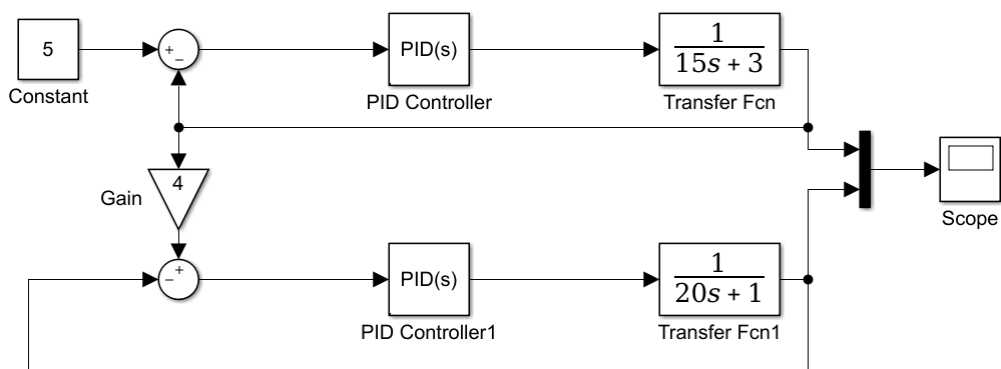 5
Constant
+
−
PID(s)
PID Controller
1
15s + 3
Transfer Fcn
4
Gain
Scope
+
−
PID(s)
PID Controller1
1
20s + 1
Transfer Fcn1